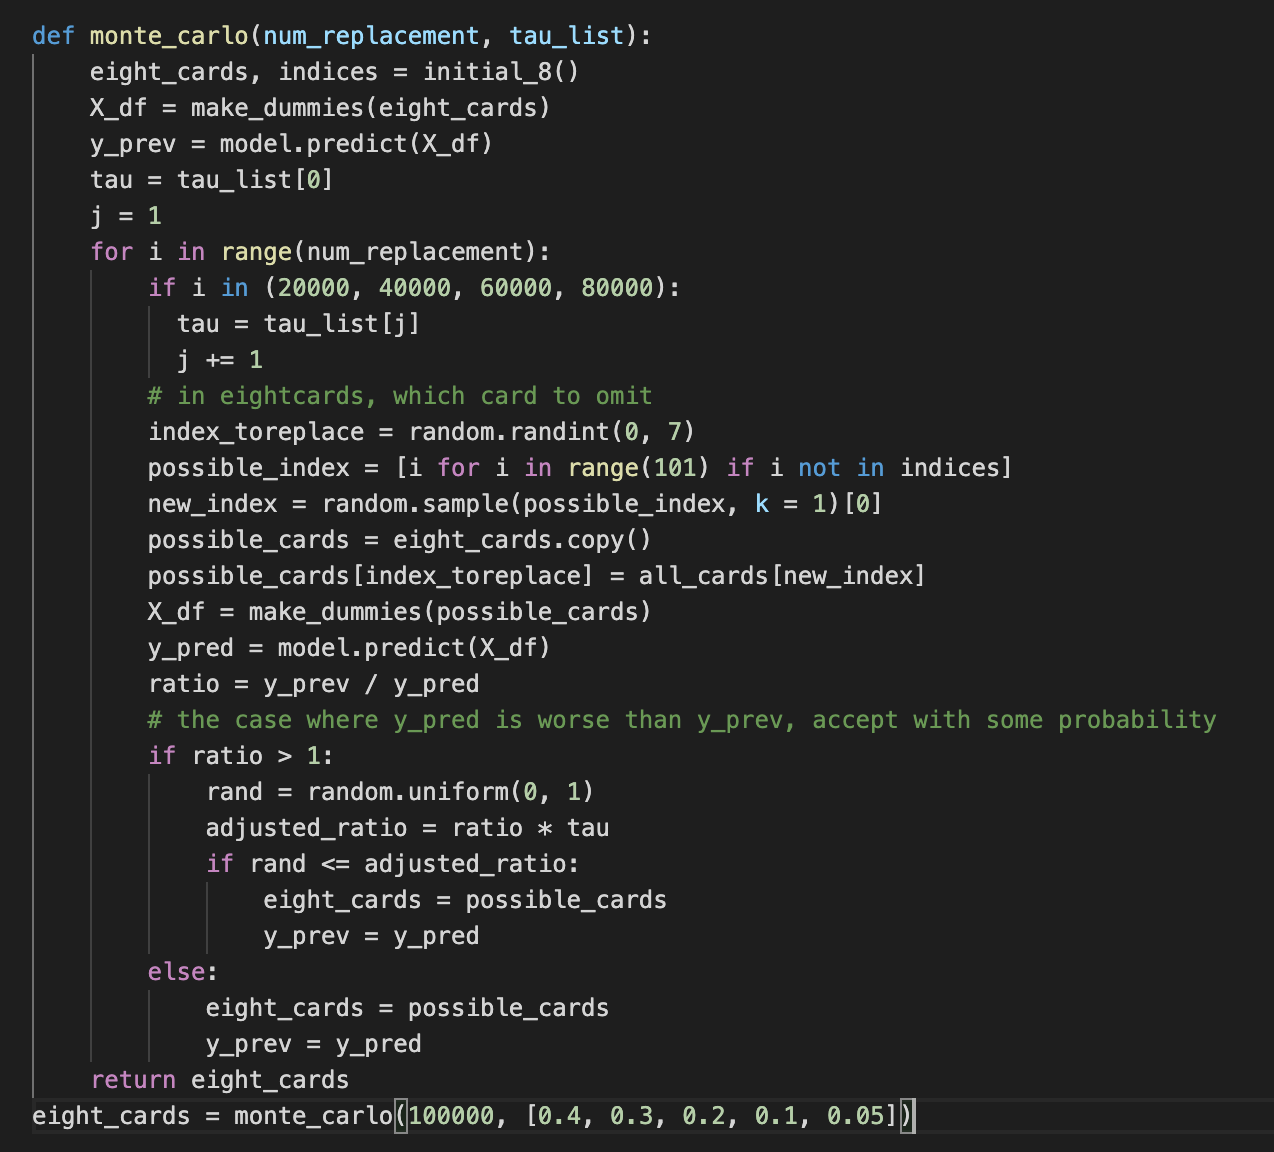 def monte_carlo(num_replacement, tau_list):
    eight_cards, indices = initial_8()
    X_df = make_dummies(eight_cards)
    y_prev = model.predict(X_df)
    tau = tau_list[0]
    j = 1
    for i in range(num_replacement):
        if i in (20000, 40000, 60000, 80000):
          tau = tau_list[j]
          j += 1
        # in eightcards, which card to omit
        index_toreplace = random.randint(0, 7)
        possible_index = [i for i in range(101) if i not in indices]
        new_index = random.sample(possible_index, k = 1)[0]
        possible_cards = eight_cards.copy()
        possible_cards[index_toreplace] = all_cards[new_index]
        X_df = make_dummies(possible_cards)
        y_pred = model.predict(X_df)
        ratio = y_prev / y_pred
        # the case where y_pred is worse than y_prev, accept with some probability
        if ratio > 1:
            rand = random.uniform(0, 1)
            adjusted_ratio = ratio * tau
            if rand <= adjusted_ratio:
                eight_cards = possible_cards
                y_prev = y_pred
        else:
            eight_cards = possible_cards
            y_prev = y_pred
    return eight_cards
eight_cards = monte_carlo(100000, [0.4, 0.3, 0.2, 0.1, 0.05])